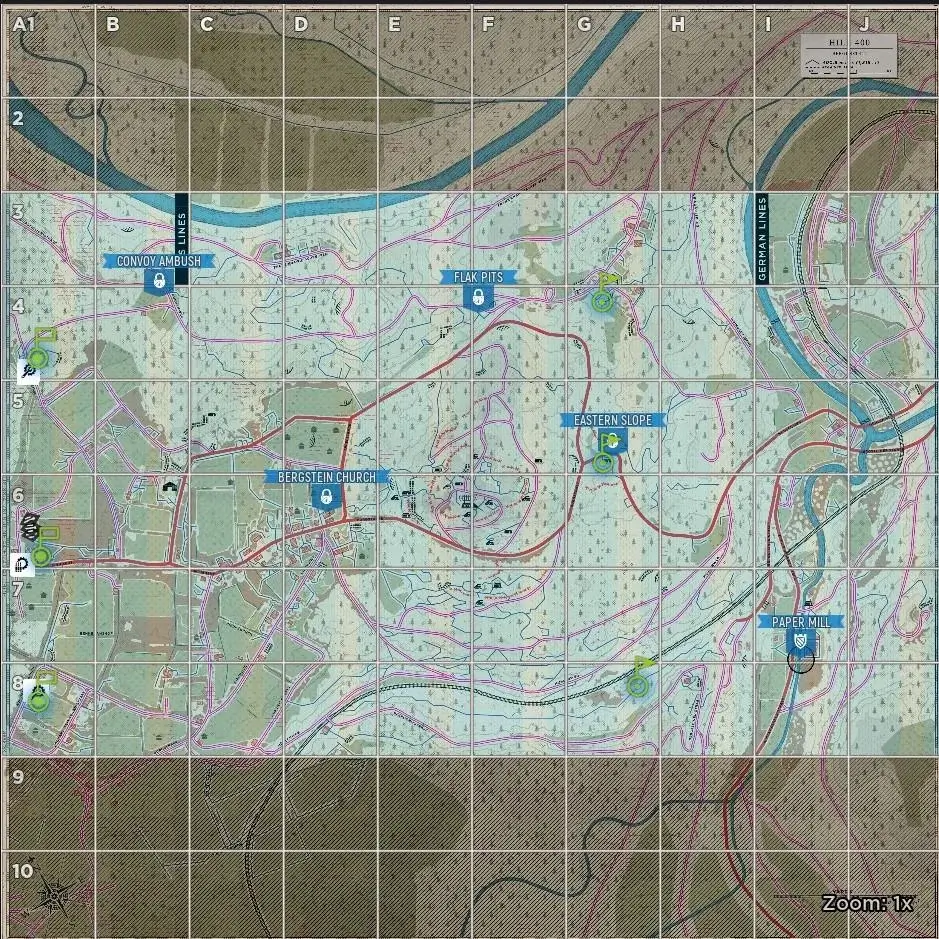 A1 B C D E F G H I J
HILL 400
2
3
S LINES
GERMAN LINES
CONVOY AMBUSH
FLAK PITS
4
5
EASTERN SLOPE
BERGSTEIN CHURCH
6
7
PAPER MILL
8
9
10
Zoom: 1x